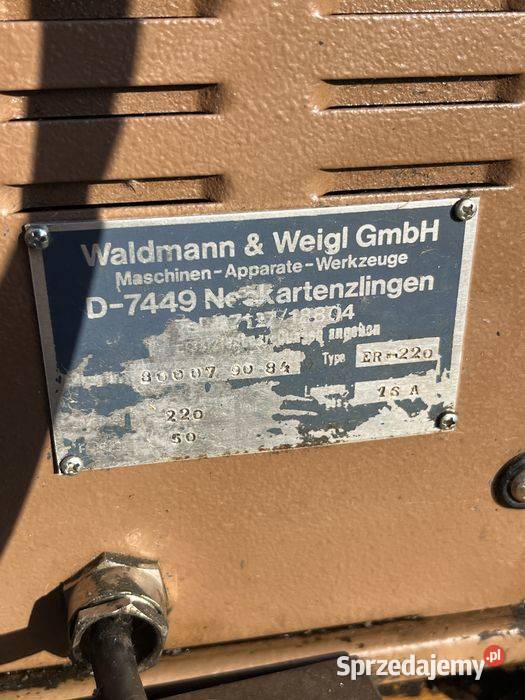 Waldmann & Weigl GmbH
Maschinen-Apparate-Werkzeuge
D-7449 Neckartenzlingen
angeben
80007 90 84 Type ER-220
220 16 A
50
Sprzedajemy.pl